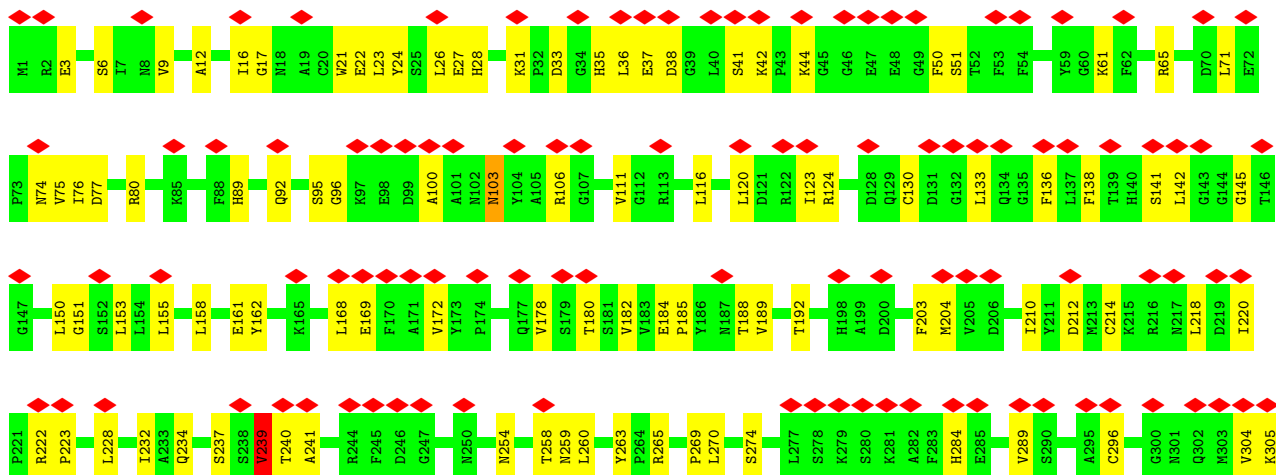 M1 R2 E3 S6 I7 N8 V9 A12 I16 G17 N18 A19 C20 W21 E22 L23 Y24 S25 L26 E27 H28 K31 P32 D33 G34 H35 L36 E37 D38 G39 L40 S41 K42 P43 K44 G45 G46 E47 E48 G49 F50 S51 T52 F53 F54 Y59 G60 K61 F62 R65 D70 L71 E72
P73 N74 V75 I76 D77 R80 K85 F88 H89 Q92 S95 G96 K97 E98 D99 A100 A101 N102 N103 Y104 A105 R106 G107 V111 G112 R113 L116 L120 D121 R122 I123 R124 D128 Q129 C130 D131 G132 L133 Q134 G135 F136 L137 F138 T139 H140 S141 L142 G143 G144 G145 T146
G147 L150 G151 S152 L153 L154 L155 L158 E161 Y162 K165 L168 E169 F170 A171 V172 Y173 P174 Q177 V178 S179 T180 S181 V182 V183 E184 P185 Y186 N187 T188 V189 T192 H198 A199 D200 F203 M204 V205 D206 I210 Y211 D212 M213 C214 K215 R216 N217 L218 D219 I220
P221 R222 P223 L228 I232 A233 Q234 S237 S238 V239 T240 A241 R244 F245 D246 G247 N250 N254 T258 N259 L260 Y263 P264 R265 P269 L270 S274 L277 S278 K279 S280 K281 A282 F283 H284 E285 V289 S290 A295 C296 G300 N301 Q302 M303 V304 K305